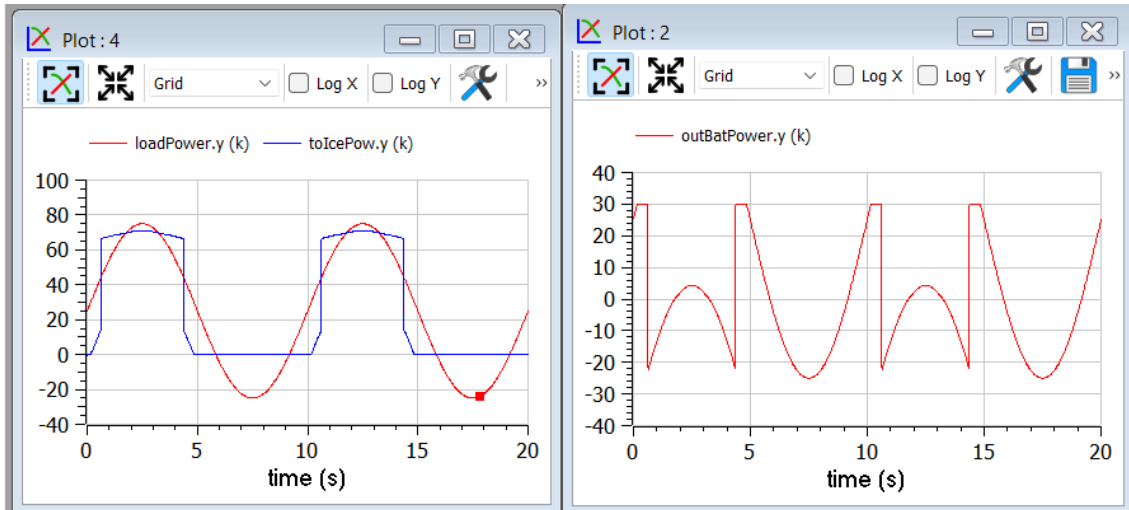 Plot : 4
Grid
Log X
Log Y
»
loadPower.y (k)
toIcePow.y (k)
100
80
60
40
20
0
-20
-40
0
5
10
15
20
time (s)
Plot : 2
Grid
Log X
Log Y
»
outBatPower.y (k)
40
30
20
10
0
-10
-20
-30
-40
0
5
10
15
20
time (s)